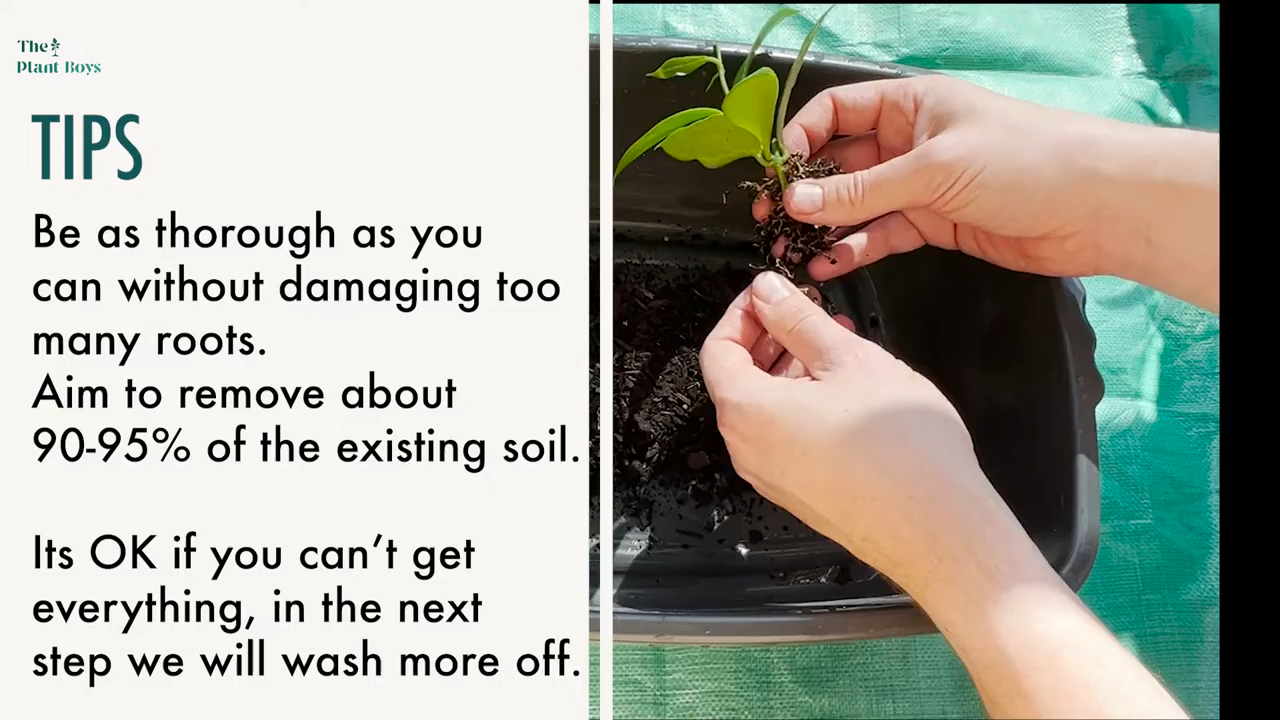 The
Plant Boys
TIPS
Be as thorough as you
can without damaging too
many roots.
Aim to remove about
90-95% of the existing soil.
Its OK if you can’t get
everything, in the next
step we will wash more off.